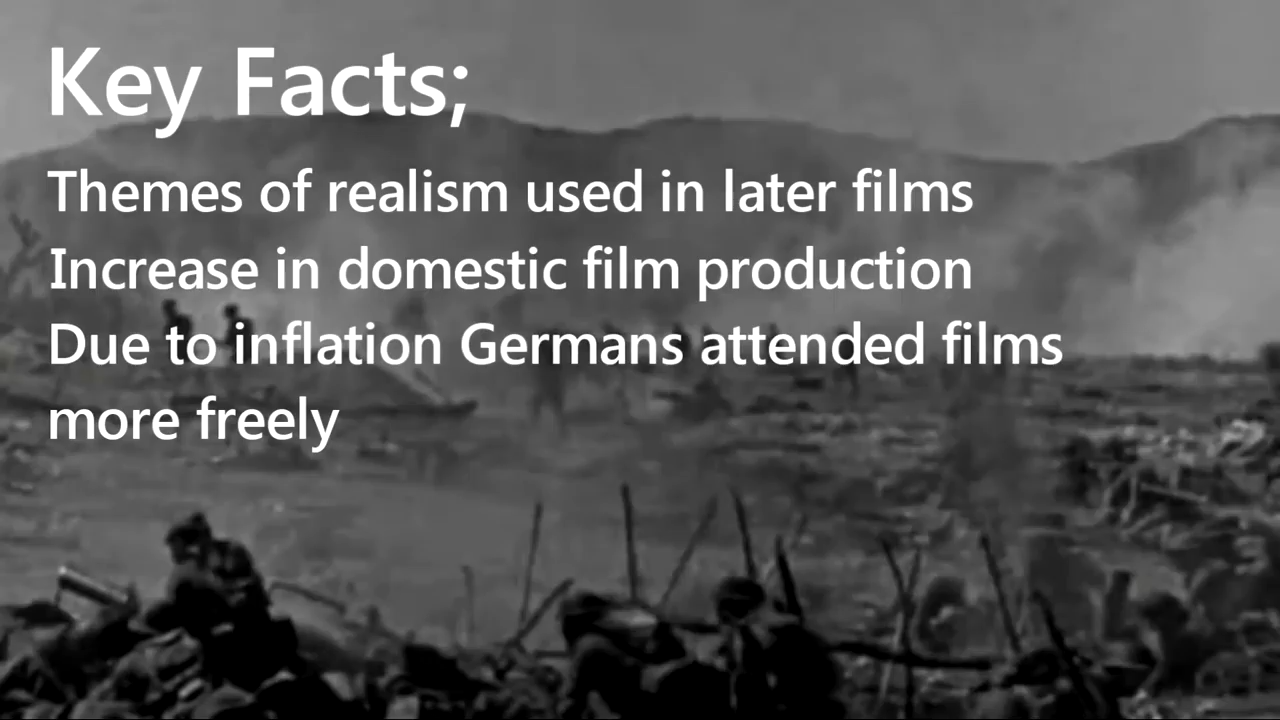 Key Facts;
Themes of realism used in later films
Increase in domestic film production
Due to inflation Germans attended films
more freely